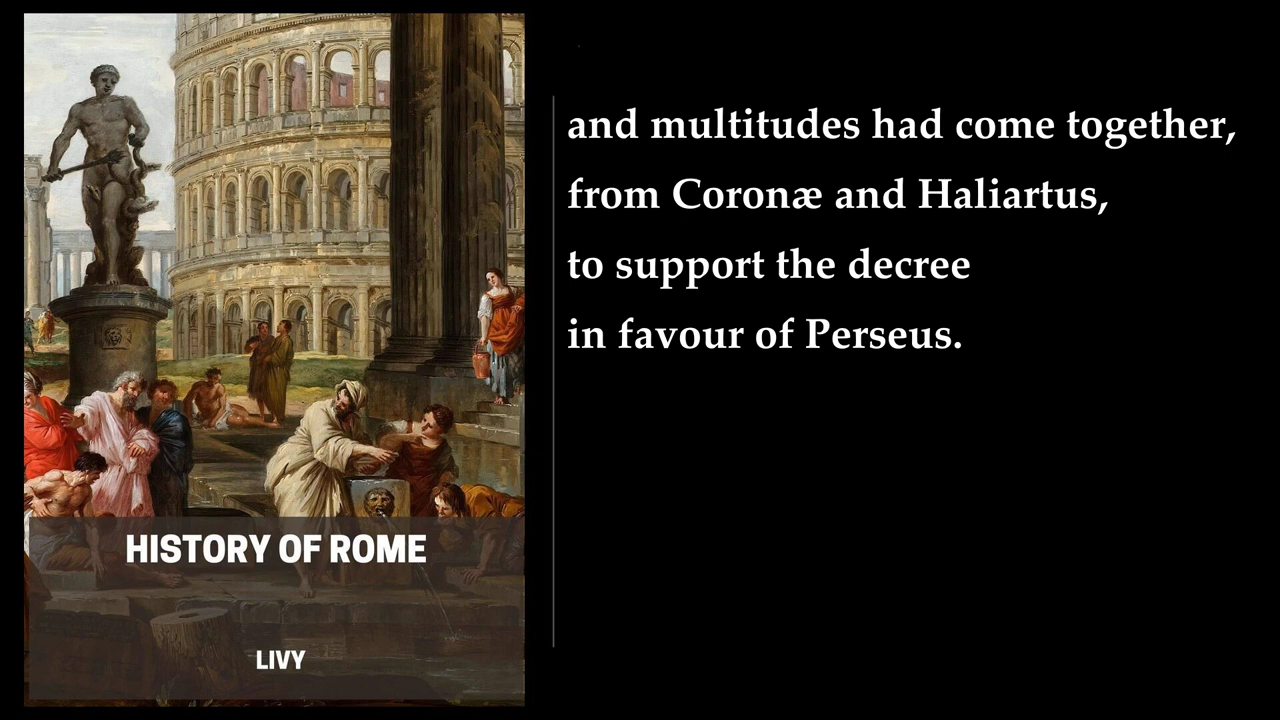 HISTORY OF ROME
LIVY
and multitudes had come together,
from Coronæ and Haliartus,
to support the decree
in favour of Perseus.